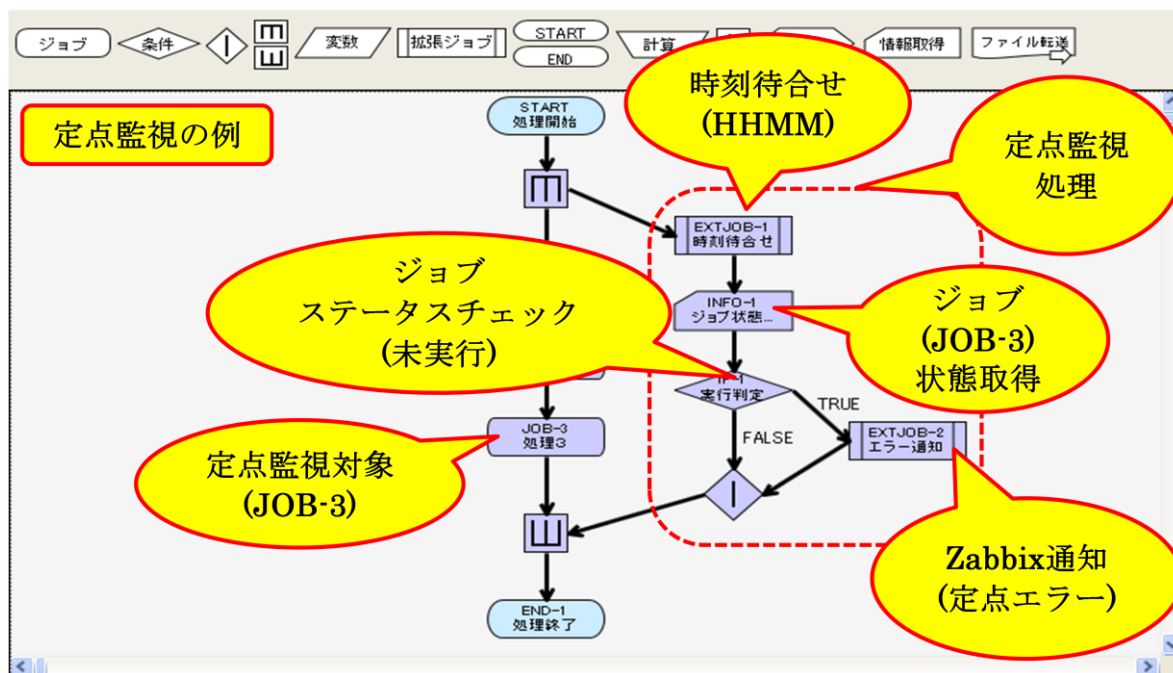 ジョブ
条件
変数
拡張ジョブ
START
END
計算
情報取得
ファイル転送
定点監視の例
START
処理開始
時刻待合せ
(HHMM)
定点監視
処理
EXTJOB-1
時刻待合せ
ジョブ
ステータスチェック
(未実行)
INFO-1
ジョブ状態...
ジョブ
(JOB-3)
状態取得
実行判定
TRUE
FALSE
EXTJOB-2
エラー通知
JOB-3
処理3
定点監視対象
(JOB-3)
Zabbix通知
(定点エラー)
END-1
処理終了